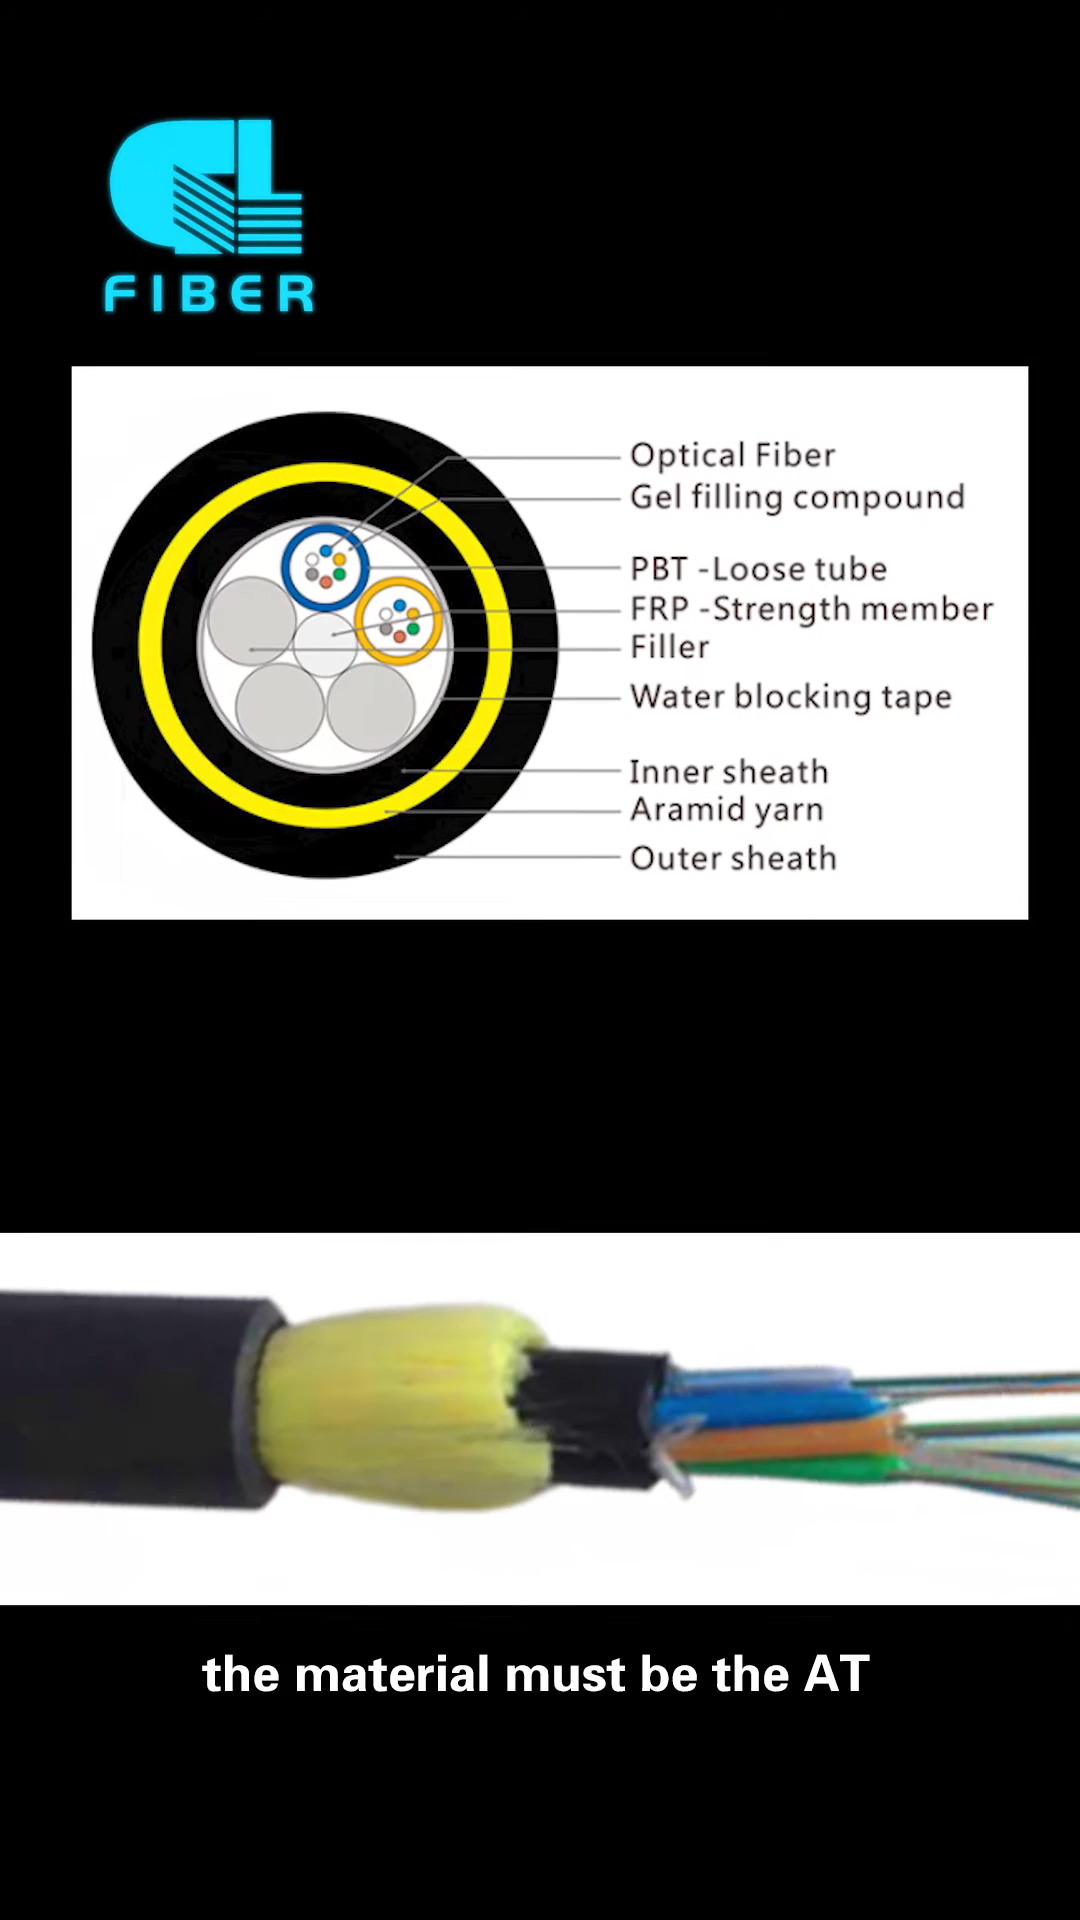 GL
FIBER
Optical Fiber
Gel filling compound
PBT -Loose tube
FRP -Strength member
Filler
Water blocking tape
Inner sheath
Aramid yarn
Outer sheath
the material must be the AT